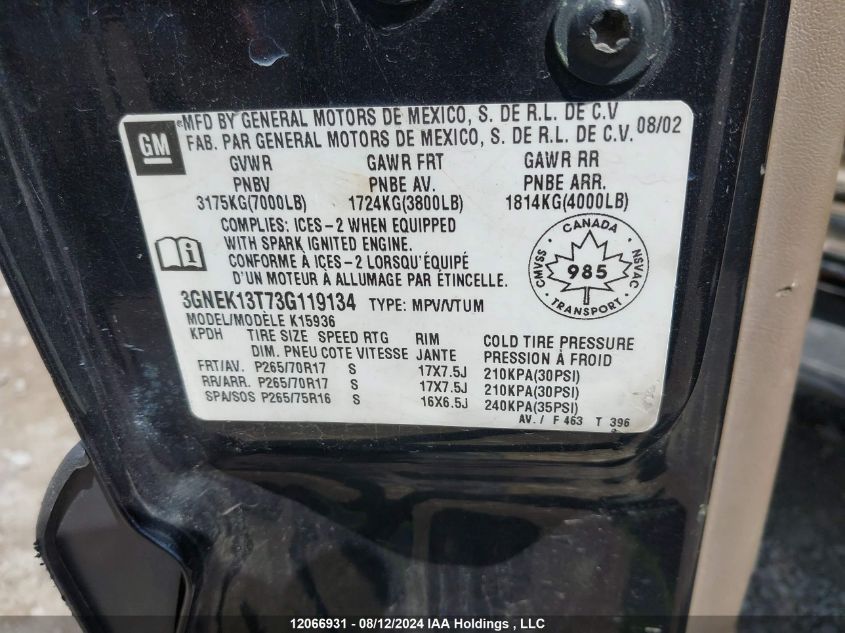 GM
MFD BY GENERAL MOTORS DE MEXICO, S. DE R.L. DE C.V
FAB. PAR GENERAL MOTORS DE MEXICO, S. DE R.L. DE C.V. 08/02
GVWR GAWR FRT GAWR RR
PNBV PNBE AV. PNBE ARR.
3175KG(7000LB) 1724KG(3800LB) 1814KG(4000LB)
COMPLIES: ICES-2 WHEN EQUIPPED
WITH SPARK IGNITED ENGINE.
CONFORME À ICES-2 LORSQU'ÉQUIPÉ
D'UN MOTEUR À ALLUMAGE PAR ÉTINCELLE.
CANADA
CMVSS 985 NSVAC
TRANSPORT
3GNEK13T73G119134 TYPE: MPV/VTUM
MODEL/MODÈLE K15936
KPDH TIRE SIZE SPEED RTG RIM COLD TIRE PRESSURE
DIM. PNEU COTE VITESSE JANTE PRESSION À FROID
FRT/AV. P265/70R17 S 17X7.5J 210KPA(30PSI)
RR/ARR. P265/70R17 S 17X7.5J 210KPA(30PSI)
SPA/SOS P265/75R16 S 16X6.5J 240KPA(35PSI)
AV. / F 463 T 396
12066931 - 08/12/2024 IAA Holdings , LLC